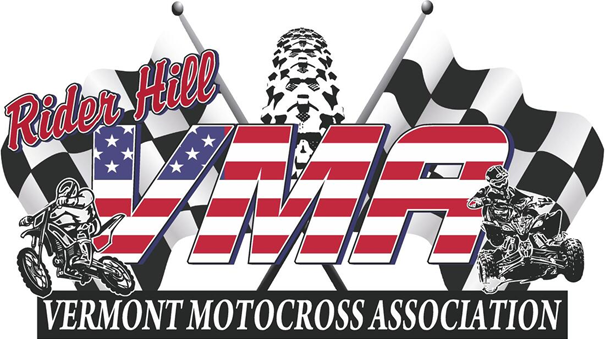 Rider Hill
VMA
VERMONT MOTOCROSS ASSOCIATION